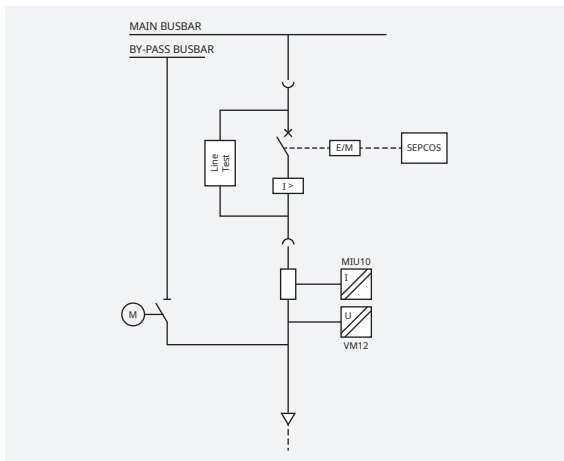 MAIN BUSBAR
BY-PASS BUSBAR
Line
Test
E/M
SEPCOS
I >
MIU10
I
M
U
VM12